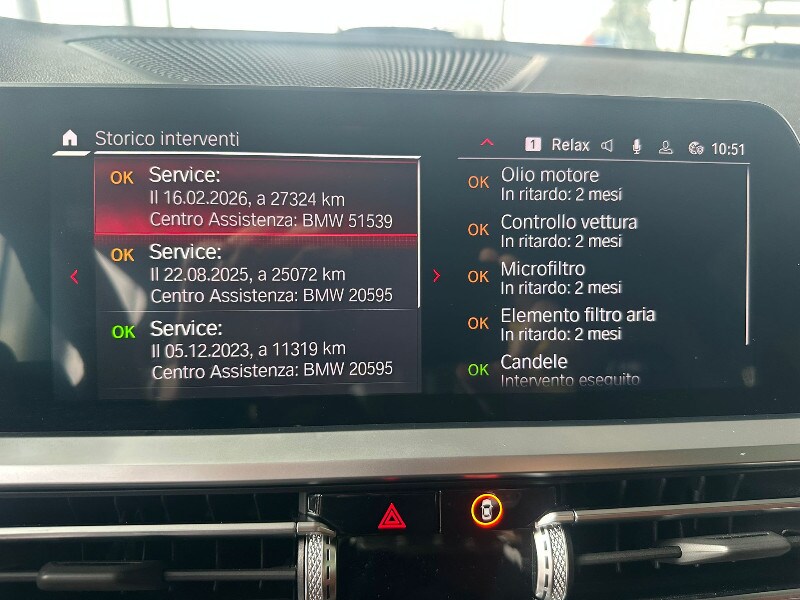 Storico interventi
1 Relax 10:51
OK Service:
Il 16.02.2026, a 27324 km
Centro Assistenza: BMW 51539
OK Service:
Il 22.08.2025, a 25072 km
Centro Assistenza: BMW 20595
OK Service:
Il 05.12.2023, a 11319 km
Centro Assistenza: BMW 20595
OK Olio motore
In ritardo: 2 mesi
OK Controllo vettura
In ritardo: 2 mesi
OK Microfiltro
In ritardo: 2 mesi
OK Elemento filtro aria
In ritardo: 2 mesi
OK Candele
Intervento eseguito